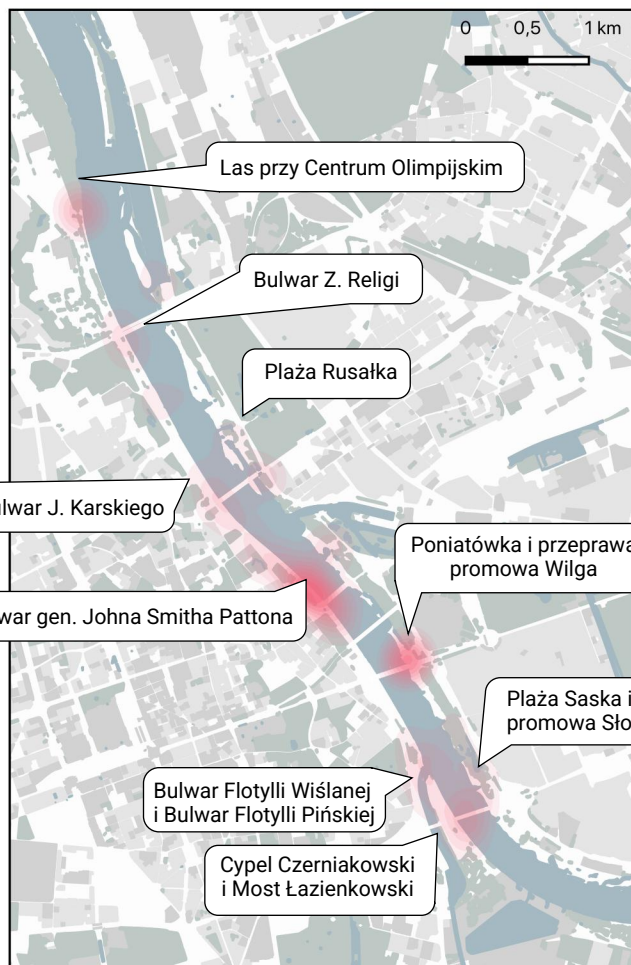 0 0,5 1 km
Las przy Centrum Olimpijskim
Bulwar Z. Religi
Plaża Rusałka
ulwar J. Karskiego
Poniatówka i przeprawa
promowa Wilga
war gen. Johna Smitha Pattona
Plaża Saska i
promowa Sło
Bulwar Flotylli Wiślanej
i Bulwar Flotylli Pińskiej
Cypel Czerniakowski
i Most Łazienkowski